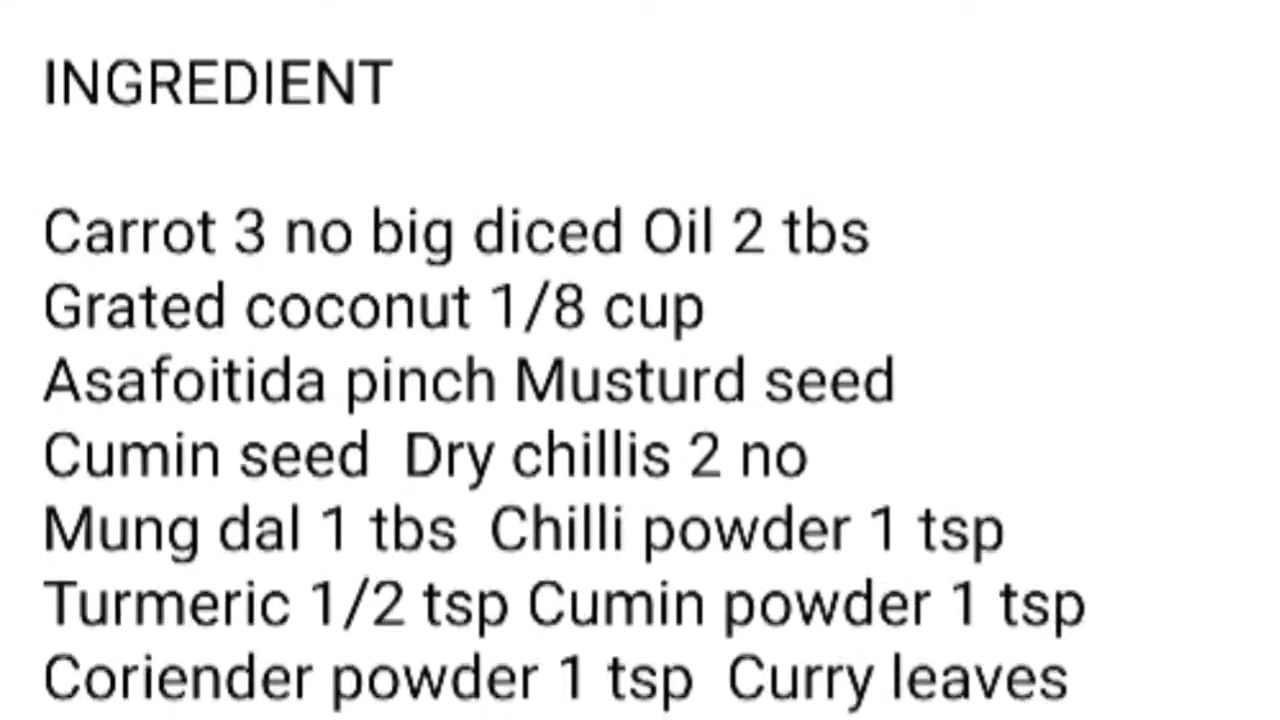 INGREDIENT
Carrot 3 no big diced Oil 2 tbs
Grated coconut 1/8 cup
Asafoitida pinch Musturd seed
Cumin seed  Dry chillis 2 no
Mung dal 1 tbs  Chilli powder 1 tsp
Turmeric 1/2 tsp Cumin powder 1 tsp
Coriender powder 1 tsp  Curry leaves